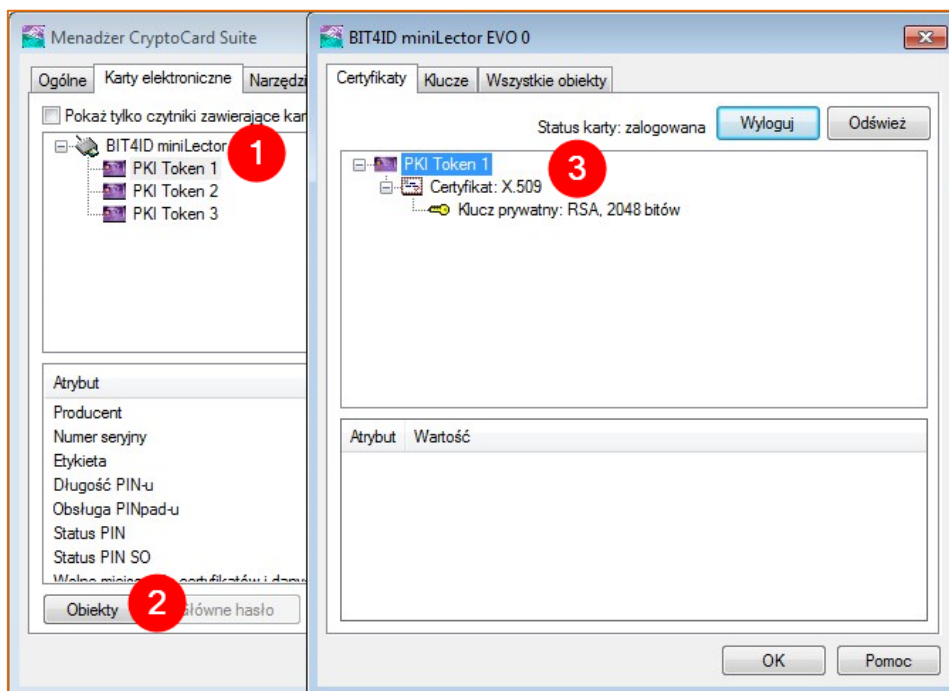 Menadżer CryptoCard Suite
Ogólne
Karty elektroniczne
Narzędzi
Pokaż tylko czytniki zawierające kar
BIT4ID miniLector
1
PKI Token 1
PKI Token 2
PKI Token 3
Atrybut
Producent
Numer seryjny
Etykieta
Długość PIN-u
Obsługa PINpad-u
Status PIN
Status PIN SO
Obiekty
2
hasło
BIT4ID miniLector EVO 0
Certyfikaty
Klucze
Wszystkie obiekty
Status karty: zalogowana
Wyloguj
Odśwież
PKI Token 1
3
Certyfikat: X.509
Klucz prywatny: RSA, 2048 bitów
Atrybut
Wartość
OK
Pomoc